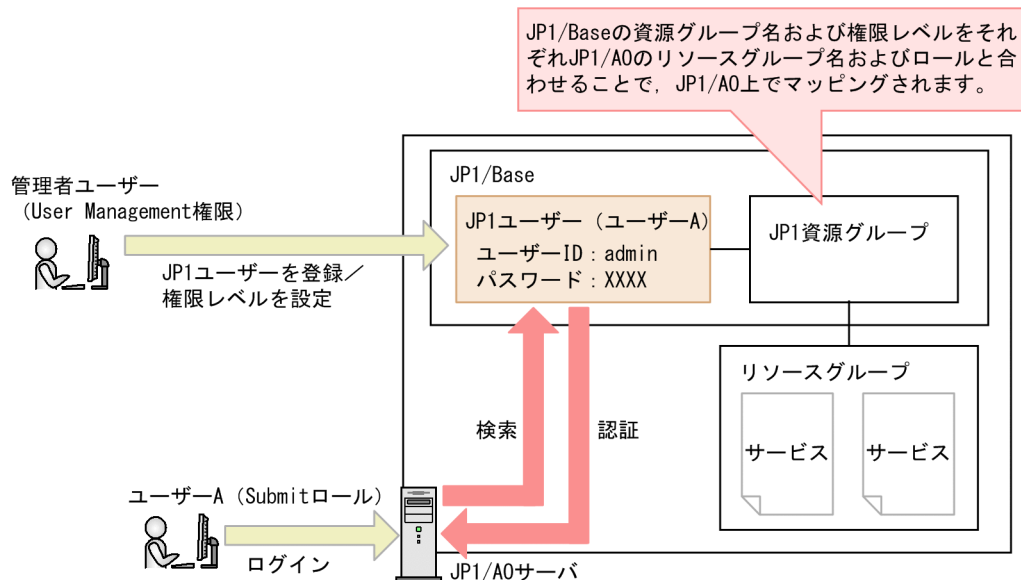 JP1/Baseの資源グループ名および権限レベルをそれ
ぞれJP1/AOのリソースグループ名およびロールと合
わせることで，JP1/AO上でマッピングされます。
管理者ユーザー
（User Management権限）
JP1ユーザーを登録／
権限レベルを設定
JP1/Base
JP1ユーザー（ユーザーA）
ユーザーID：admin
パスワード：XXXX
JP1資源グループ
リソースグループ
サービス
サービス
検索
認証
ユーザーA（Submitロール）
ログイン
JP1/AOサーバ